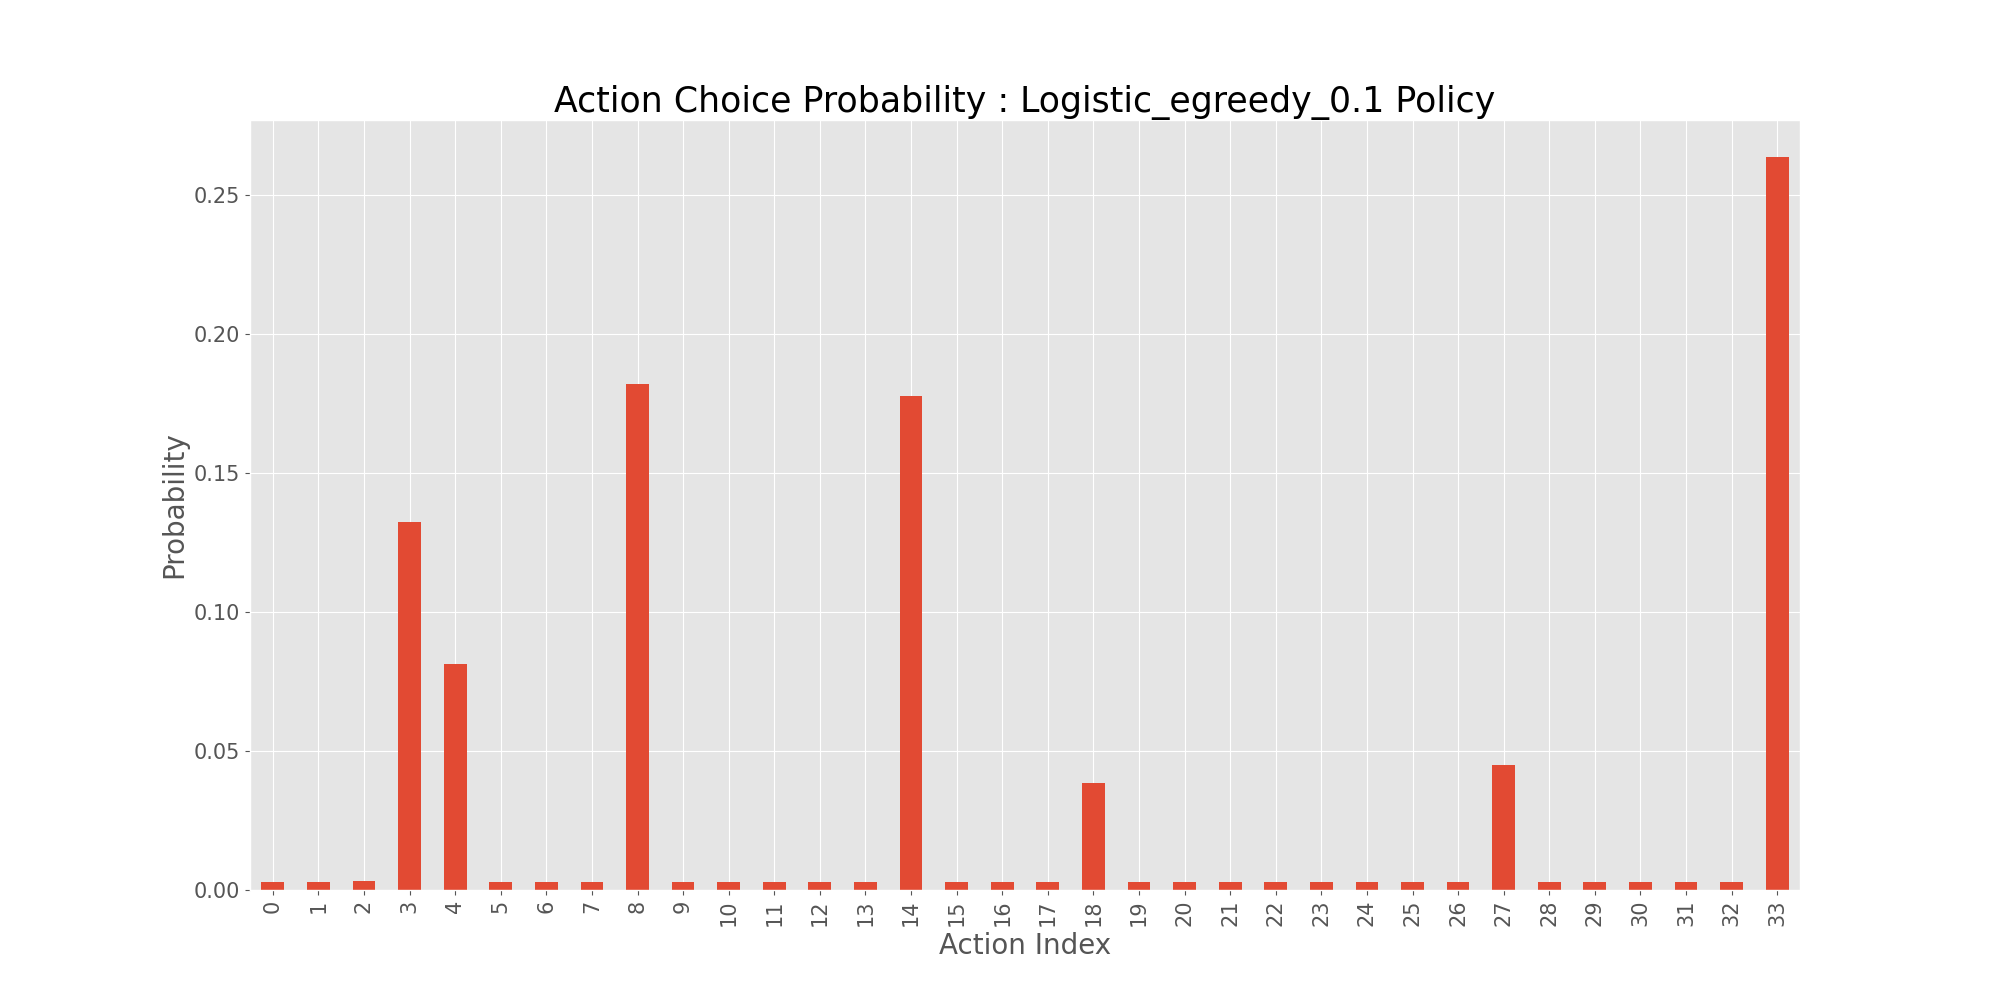 Action Choice Probability : Logistic_egreedy_0.1 Policy
Probability
0.25
0.20
0.15
0.10
0.05
0.00
0 1 2 3 4 5 6 7 8 9 10 11 12 13 14 15 16 17 18 19 20 21 22 23 24 25 26 27 28 29 30 31 32 33
Action Index